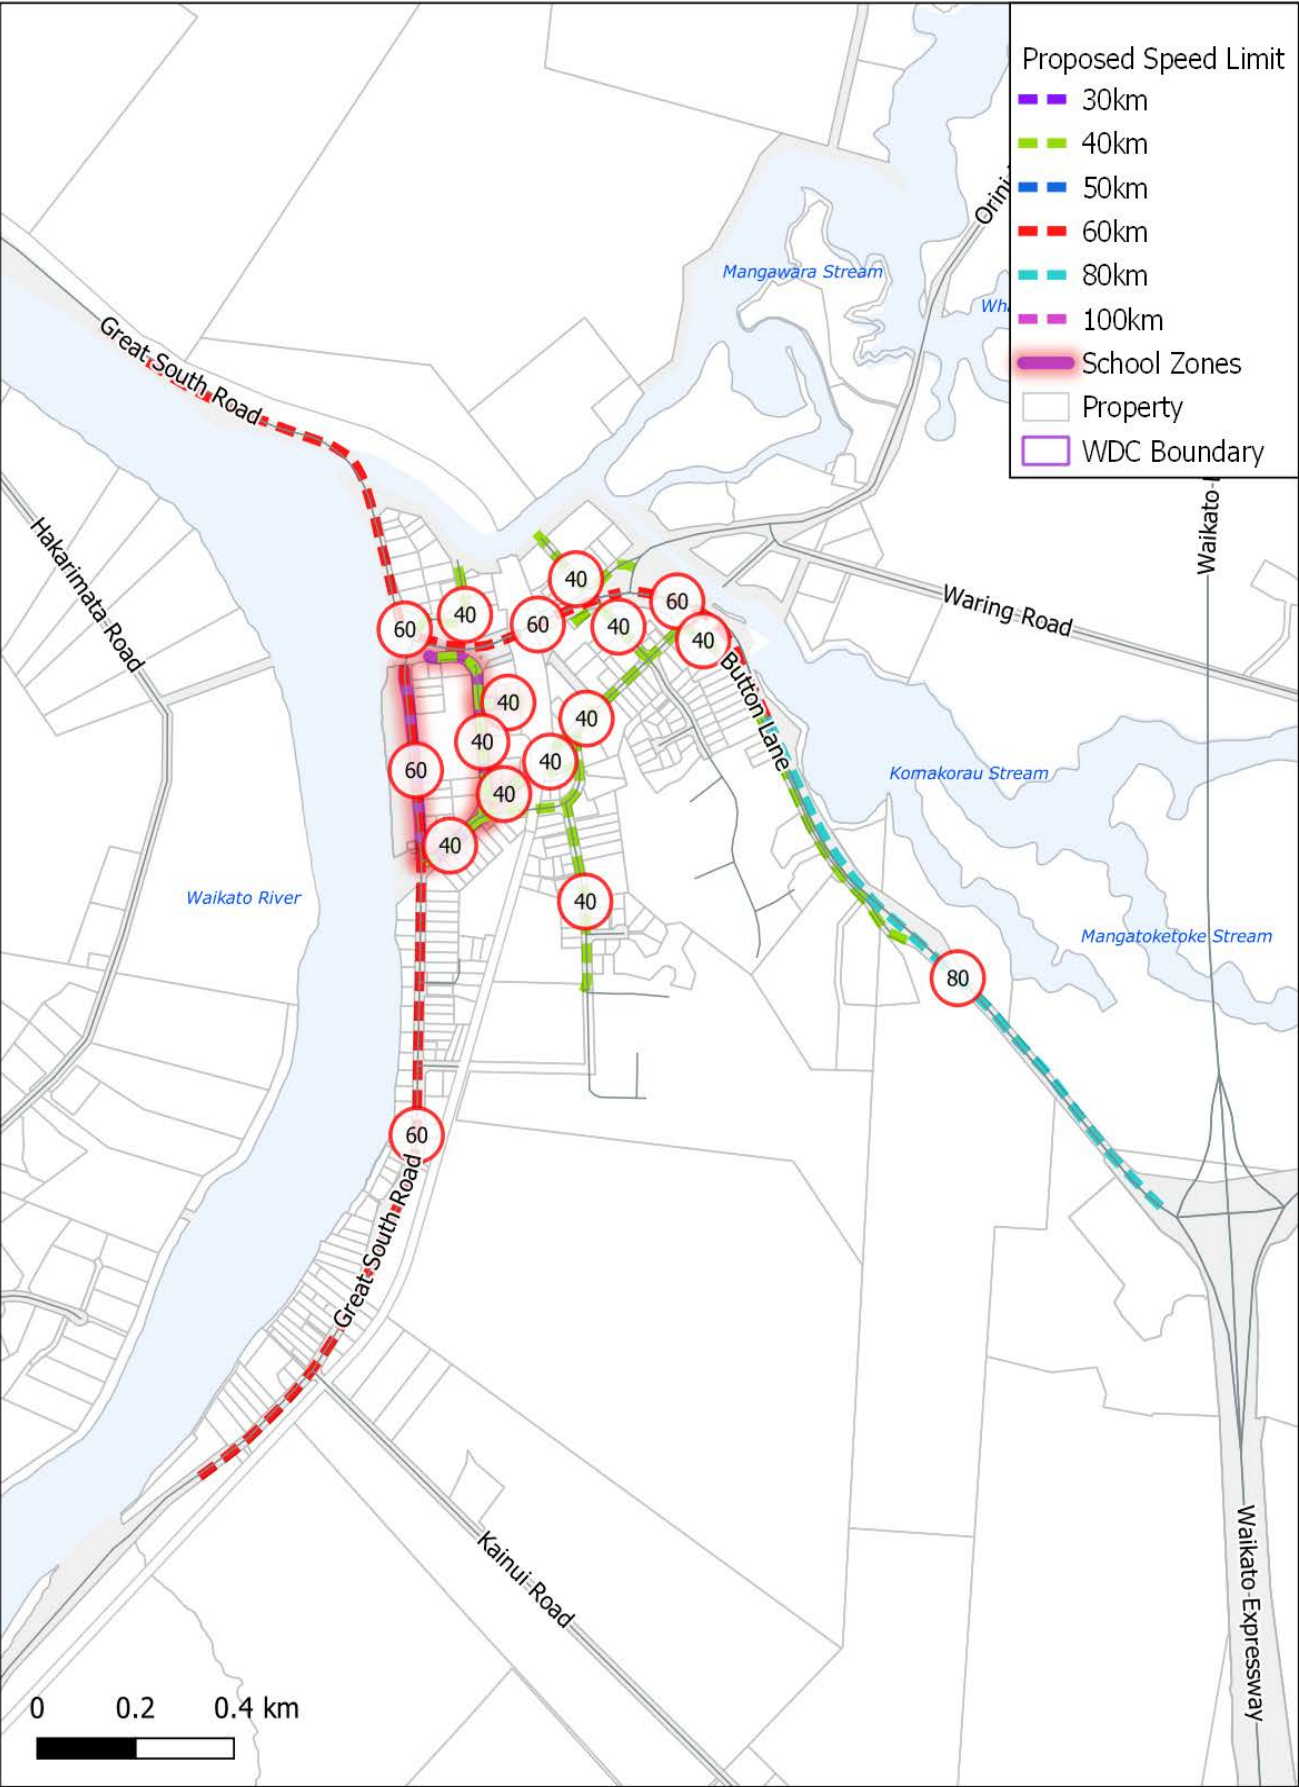 Proposed Speed Limit
30km
40km
50km
60km
80km
100km
School Zones
Property
WDC Boundary
Orini
Mangawara Stream
Great South Road
Hakarimata Road
Waikato
Waring Road
40
60
40
60
40
60
40
Button Lane
40
40
40
40
60
40
40
Komakorau Stream
Waikato River
40
Mangatoketoke Stream
80
60
Great South Road
Kainui Road
Waikato Expressway
0 0.2 0.4 km